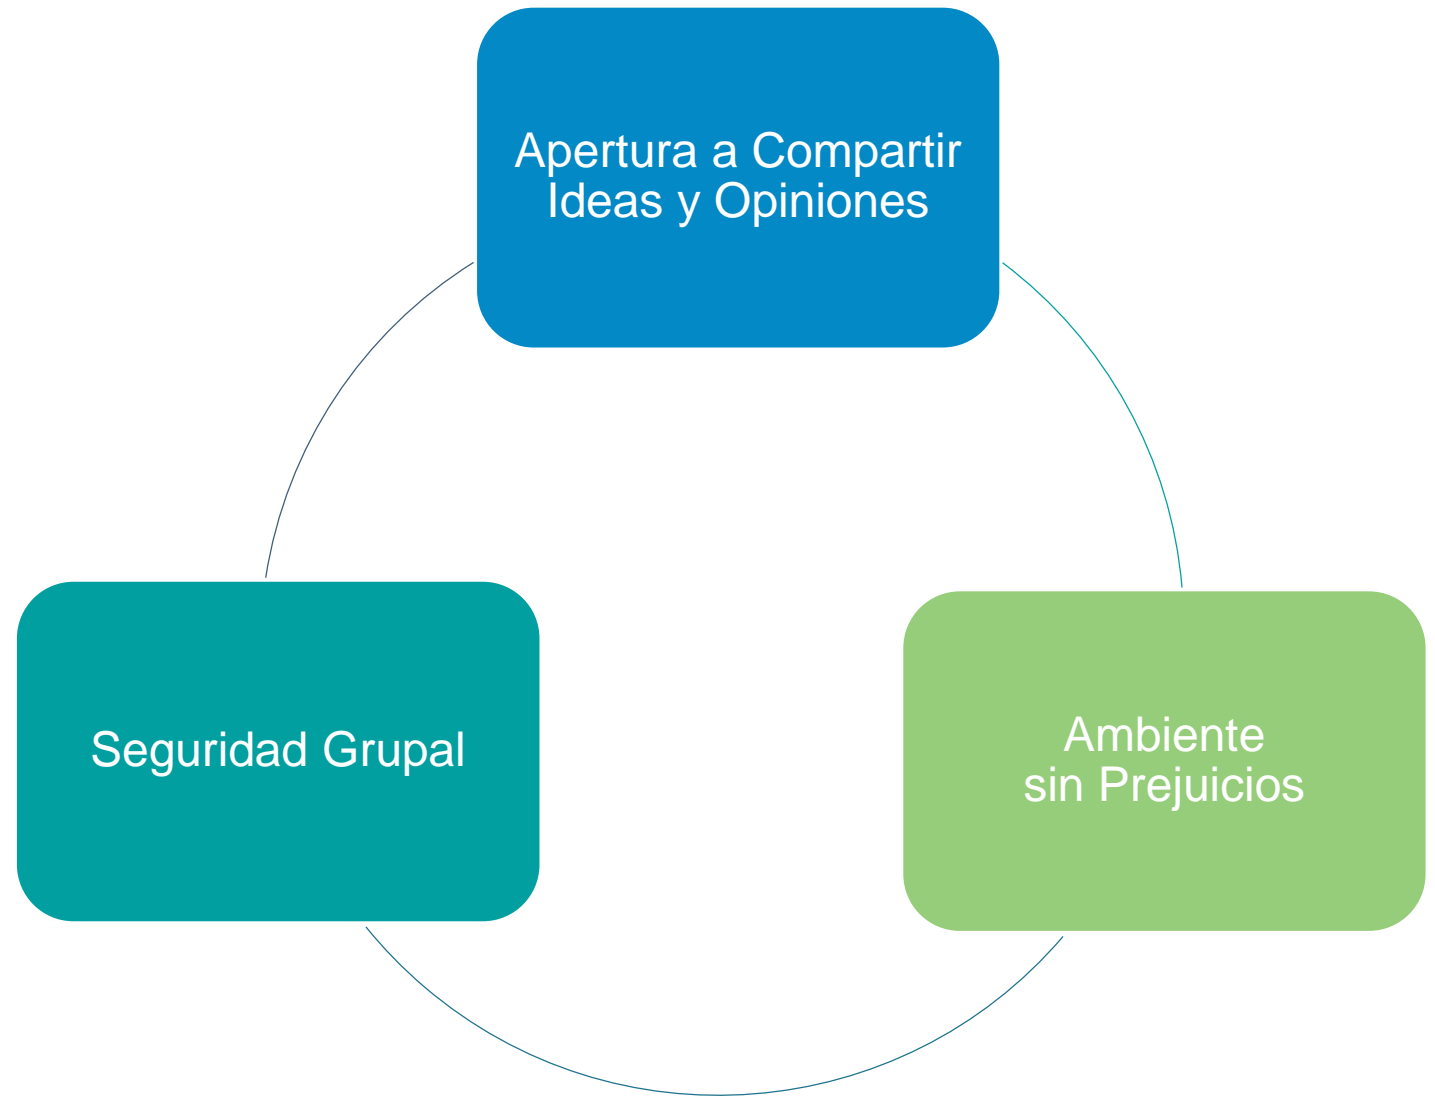 Apertura a Compartir
Ideas y Opiniones
Seguridad Grupal
Ambiente
sin Prejuicios